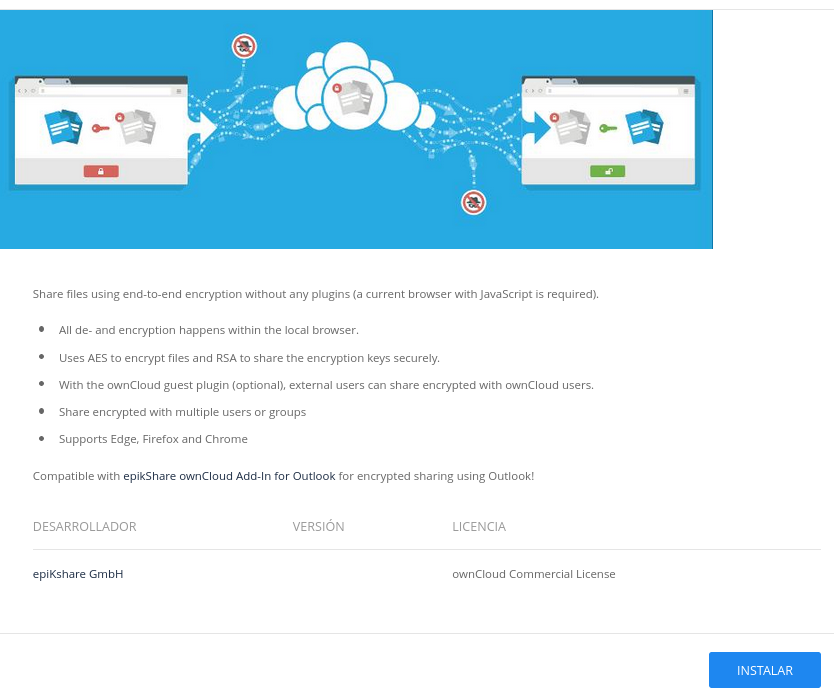 Share files using end-to-end encryption without any plugins (a current browser with JavaScript is required).
All de- and encryption happens within the local browser.
Uses AES to encrypt files and RSA to share the encryption keys securely.
With the ownCloud guest plugin (optional), external users can share encrypted with ownCloud users.
Share encrypted with multiple users or groups
Supports Edge, Firefox and Chrome
Compatible with epikShare ownCloud Add-In for Outlook for encrypted sharing using Outlook!
DESARROLLADOR VERSIÓN LICENCIA
epiKshare GmbH ownCloud Commercial License
INSTALAR